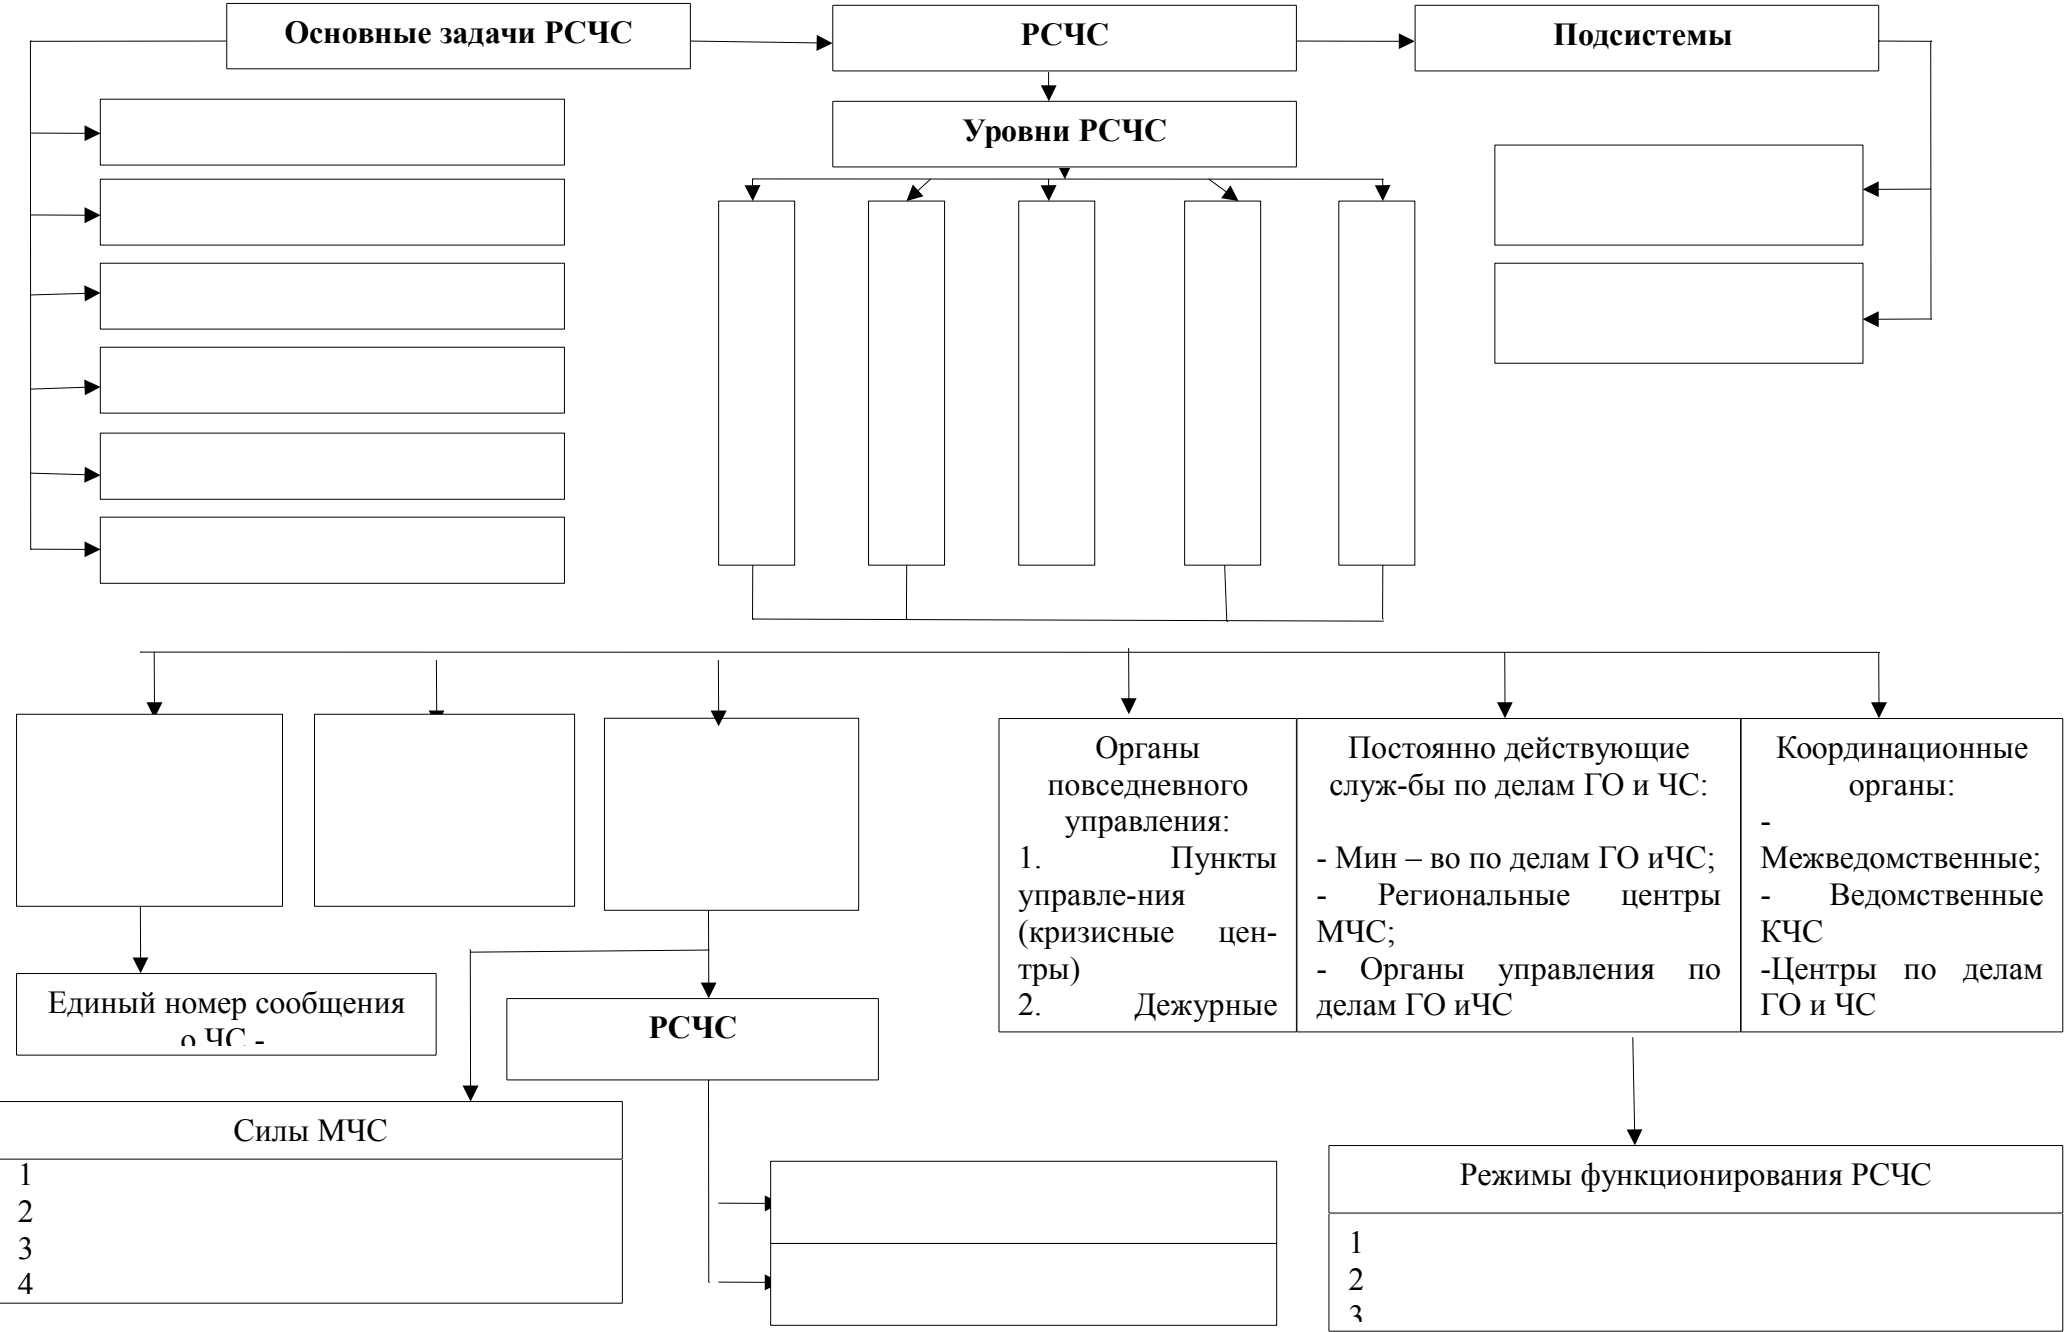 Основные задачи РСЧС
РСЧС
Подсистемы
Уровни РСЧС
Органы
повседневного
управления:
1. Пункты
управле-ния
(кризисные цен-
тры)
2. Дежурные
Постоянно действующие
служ-бы по делам ГО и ЧС:
- Мин – во по делам ГО иЧС;
- Региональные центры
МЧС;
- Органы управления по
делам ГО иЧС
Координационные
органы:
-
Межведомственные;
- Ведомственные
КЧС
-Центры по делам
ГО и ЧС
Единый номер сообщения
о ЧС -
РСЧС
Силы МЧС
1
2
3
4
Режимы функционирования РСЧС
1
2
3